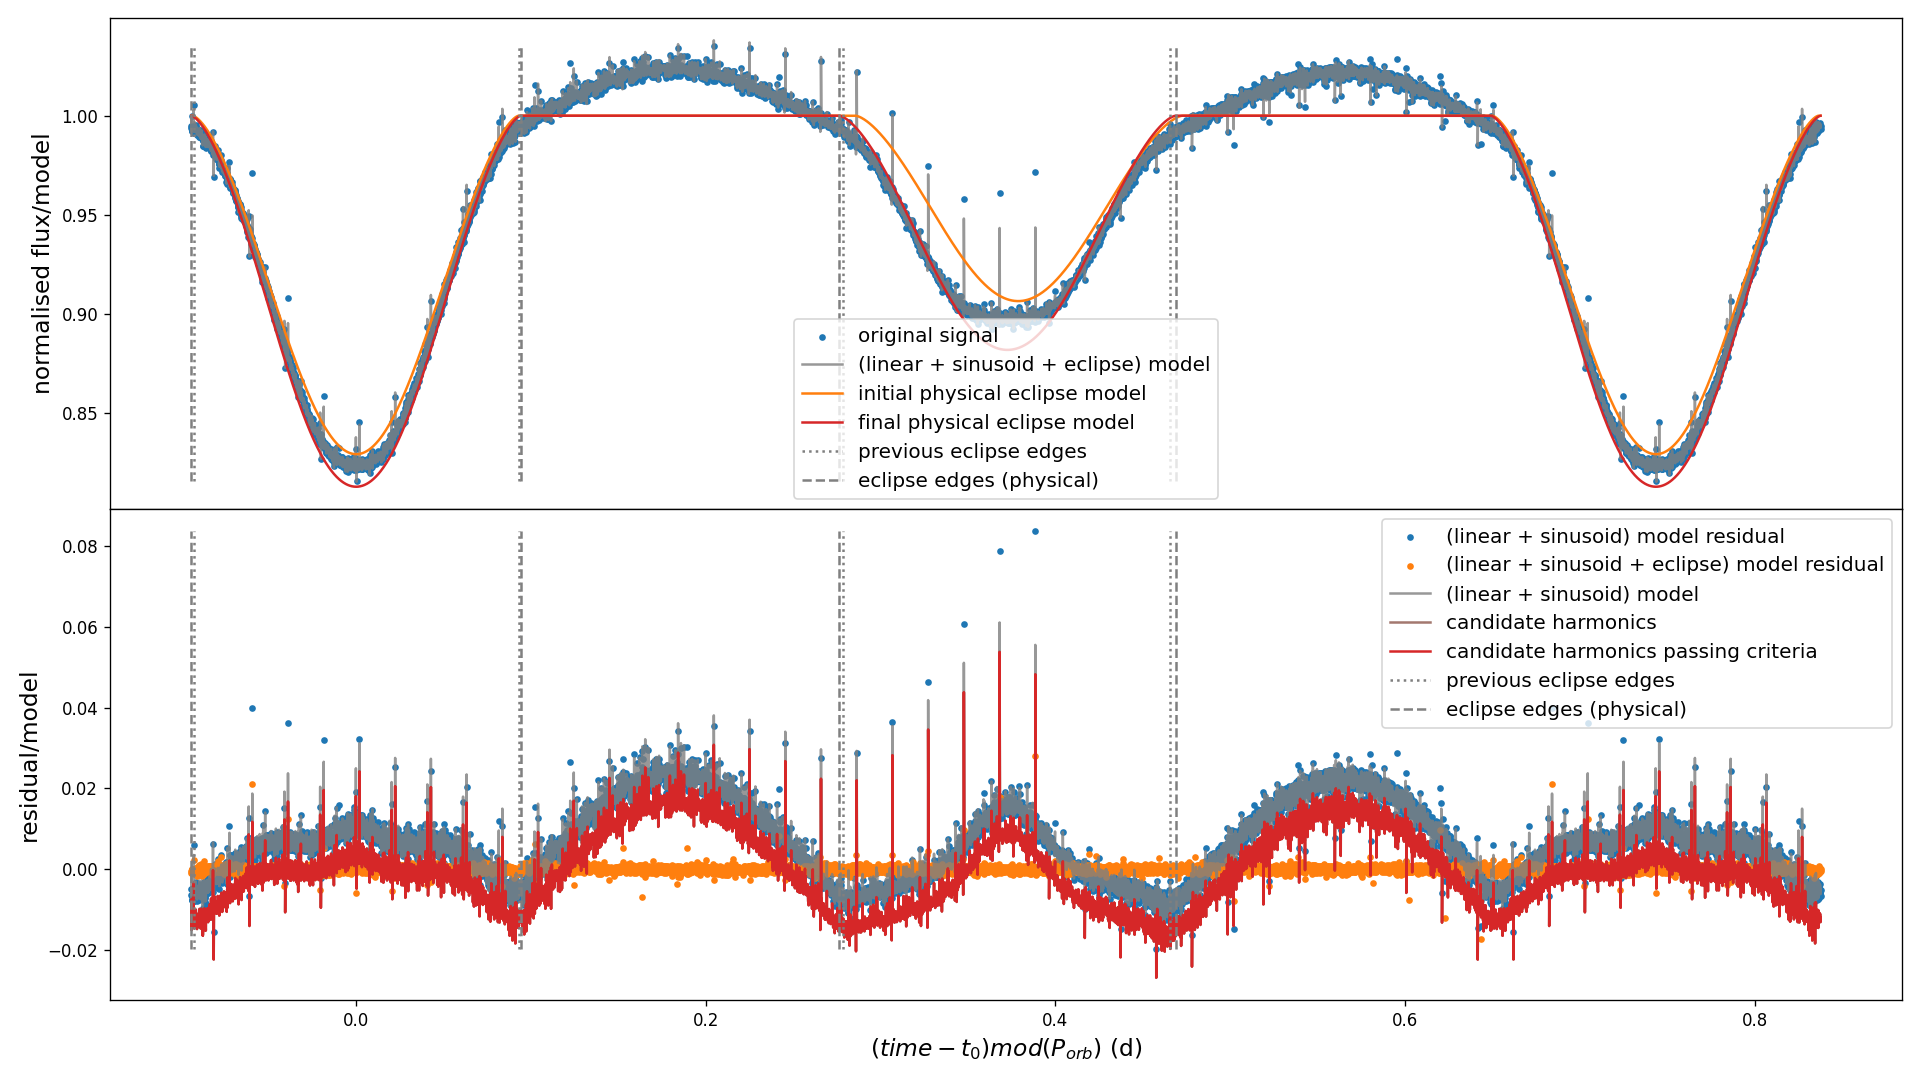 normalised flux/model
1.00
0.95
0.90
0.85
original signal
(linear + sinusoid + eclipse) model
initial physical eclipse model
final physical eclipse model
previous eclipse edges
eclipse edges (physical)
residual/model
0.08
0.06
0.04
0.02
0.00
−0.02
(linear + sinusoid) model residual
(linear + sinusoid + eclipse) model residual
(linear + sinusoid) model
candidate harmonics
candidate harmonics passing criteria
previous eclipse edges
eclipse edges (physical)
0.0 0.2 0.4 0.6 0.8
(time − t₀)mod(Pₒᵣb) (d)